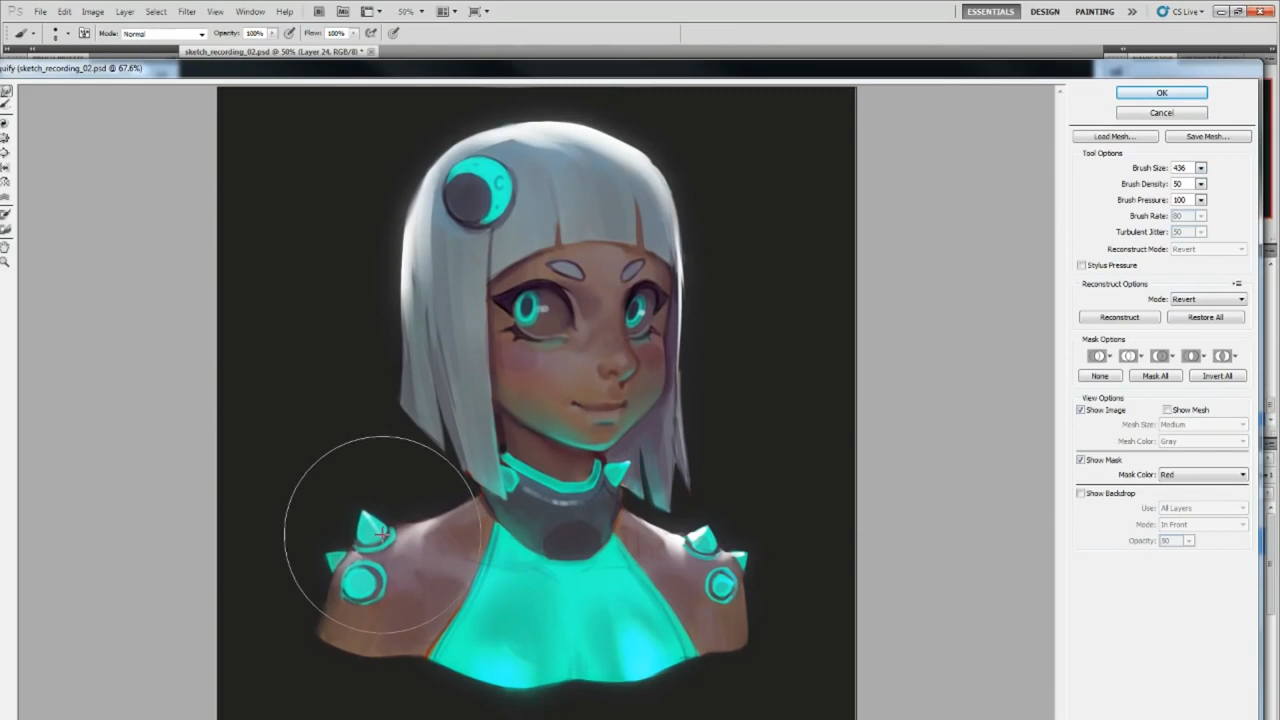 Ps File Edit Image Layer Select Filter View Window Help 50% ESSENTIALS DESIGN PAINTING CS Live
Mode: Normal Opacity: 100% Flow: 100%
sketch_recording_02.psd @ 50% (Layer 24, RGB/8) *
quify (sketch_recording_02.psd @ 67.6%)
OK
Cancel
Load Mesh... Save Mesh...
Tool Options
Brush Size: 436
Brush Density: 50
Brush Pressure: 100
Brush Rate: 80
Turbulent Jitter: 50
Reconstruct Mode: Revert
Stylus Pressure
Reconstruct Options
Mode: Revert
Reconstruct Restore All
Mask Options
None Mask All Invert All
View Options
Show Image Show Mesh
Mesh Size: Medium
Mesh Color: Gray
Show Mask
Mask Color: Red
Show Backdrop
Use: All Layers
Mode: In Front
Opacity: 50